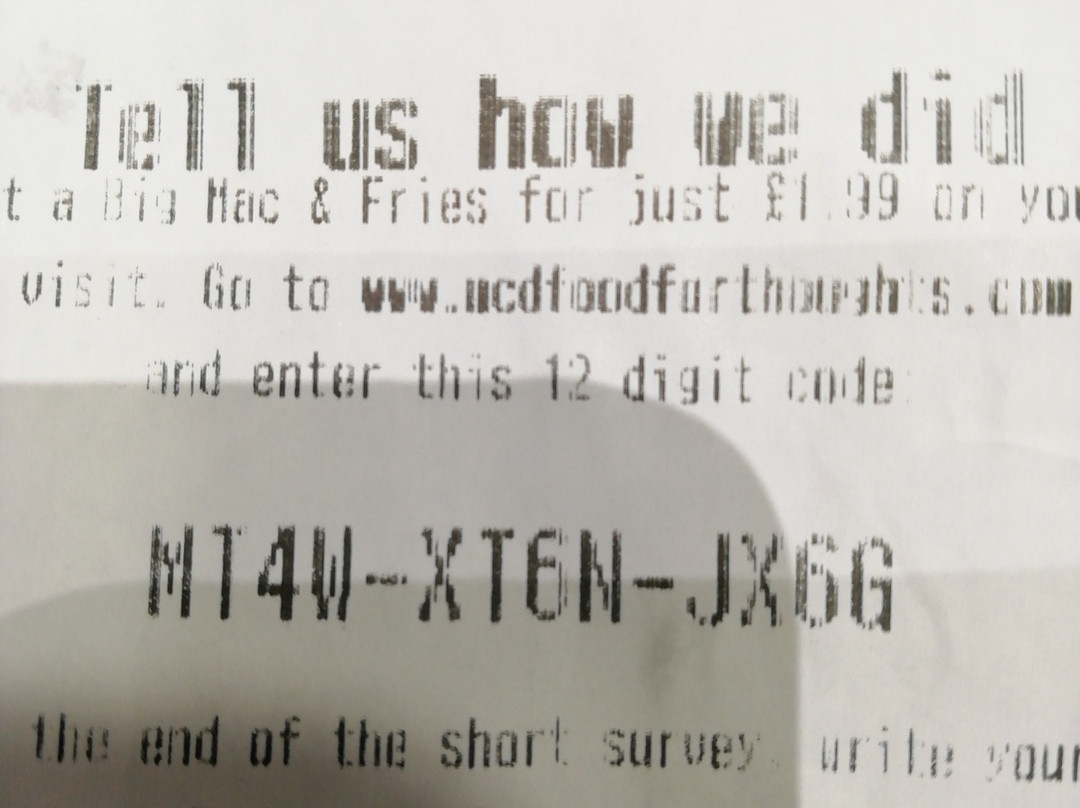 Tell us how we did
t a Big Mac & Fries for just £1.99 on you
visit. Go to www.mcdfoodforthoughts.com
and enter this 12 digit code:
MT4W-XT6N-JX6G
the end of the short survey, write your